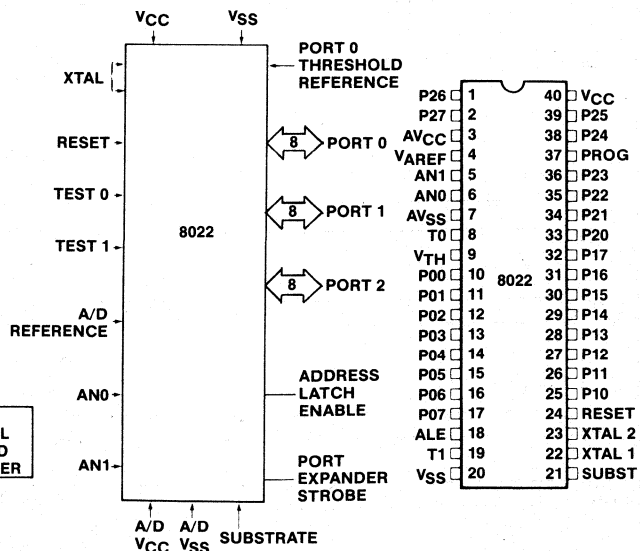 VCC
VSS
XTAL
PORT 0
THRESHOLD
REFERENCE
RESET
8
PORT 0
TEST 0
8
PORT 1
8022
TEST 1
8
PORT 2
A/D
REFERENCE
AN0
ADDRESS
LATCH
ENABLE
AN1
PORT
EXPANDER
STROBE
A/D
VCC
A/D
VSS
SUBSTRATE
L
D
ER
P26 1 40 VCC
P27 2 39 P25
AVCC 3 38 P24
VAREF 4 37 PROG
AN1 5 36 P23
AN0 6 35 P22
AVSS 7 34 P21
T0 8 33 P20
VTH 9 32 P17
P00 10 31 P16
8022
P01 11 30 P15
P02 12 29 P14
P03 13 28 P13
P04 14 27 P12
P05 15 26 P11
P06 16 25 P10
P07 17 24 RESET
ALE 18 23 XTAL 2
T1 19 22 XTAL 1
VSS 20 21 SUBST